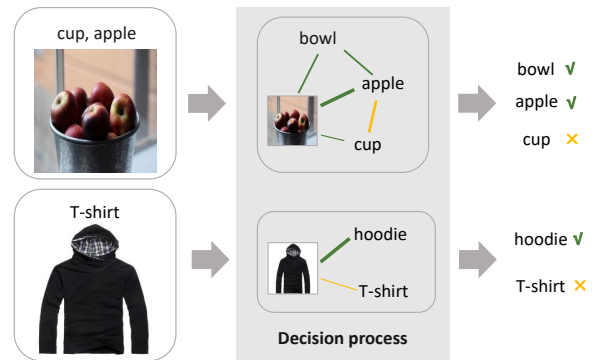 cup, apple
bowl
apple
cup
bowl √
apple √
cup ×
T-shirt
hoodie
T-shirt
hoodie √
T-shirt ×
Decision process